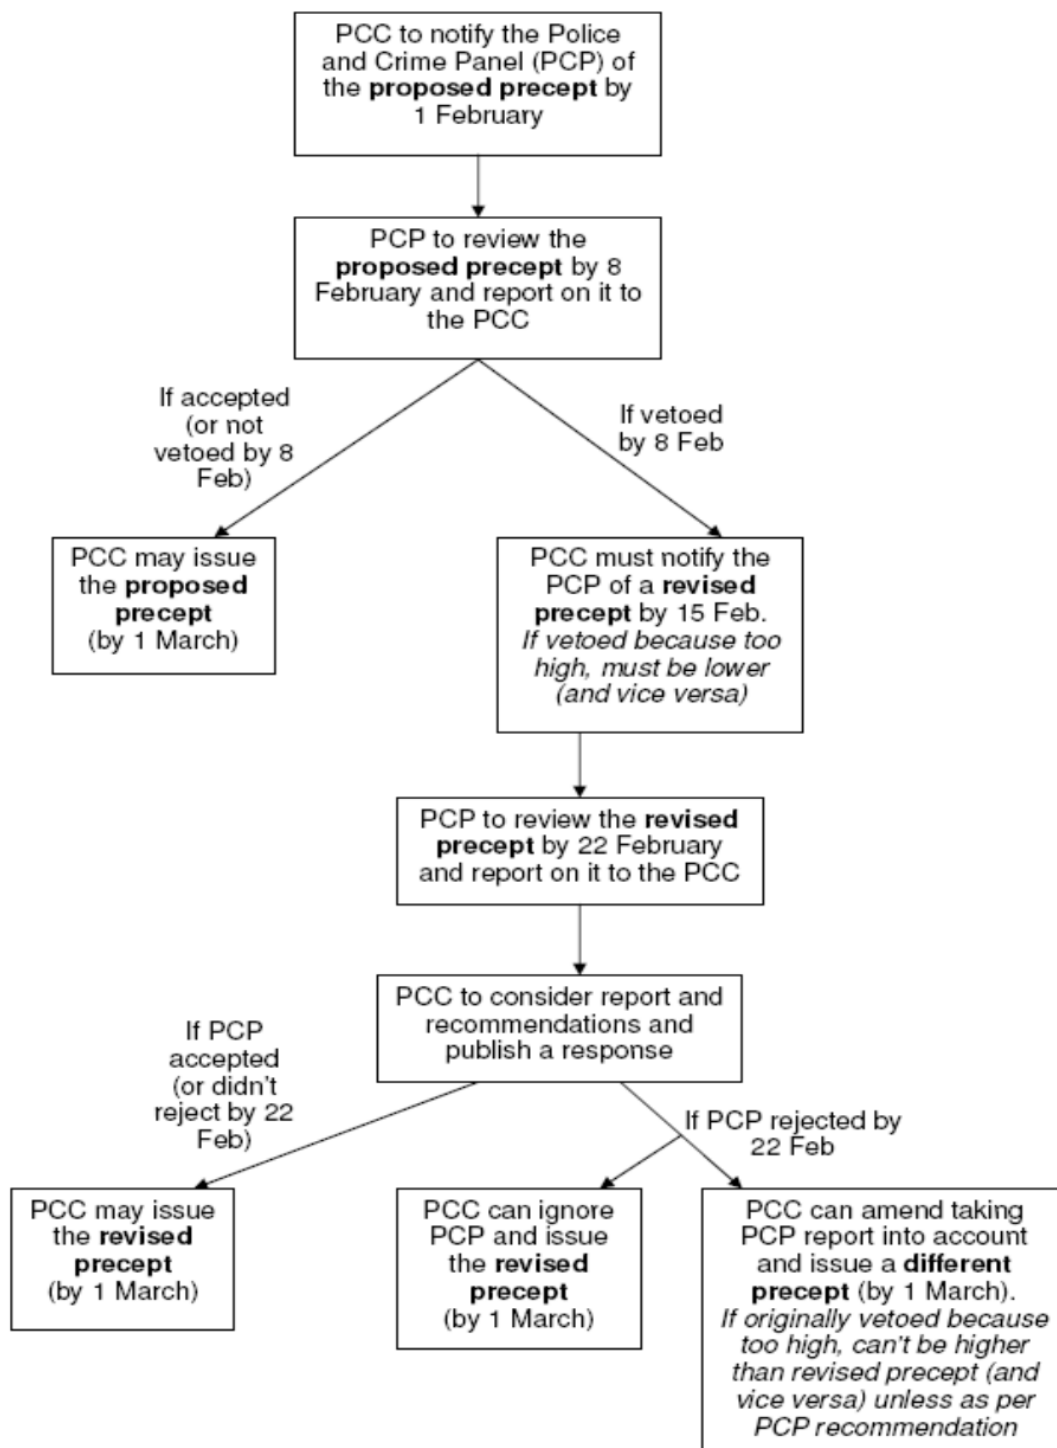 PCC to notify the Police
and Crime Panel (PCP) of
the proposed precept by
1 February
PCP to review the
proposed precept by 8
February and report on it to
the PCC
If accepted
(or not
vetoed by 8
Feb)
If vetoed
by 8 Feb
PCC may issue
the proposed
precept
(by 1 March)
PCC must notify the
PCP of a revised
precept by 15 Feb.
If vetoed because too
high, must be lower
(and vice versa)
PCP to review the revised
precept by 22 February
and report on it to the PCC
PCC to consider report and
recommendations and
publish a response
If PCP
accepted
(or didn't
reject by 22
Feb)
If PCP rejected by
22 Feb
PCC may issue
the revised
precept
(by 1 March)
PCC can ignore
PCP and issue
the revised
precept
(by 1 March)
PCC can amend taking
PCP report into account
and issue a different
precept (by 1 March).
If originally vetoed because
too high, can't be higher
than revised precept (and
vice versa) unless as per
PCP recommendation